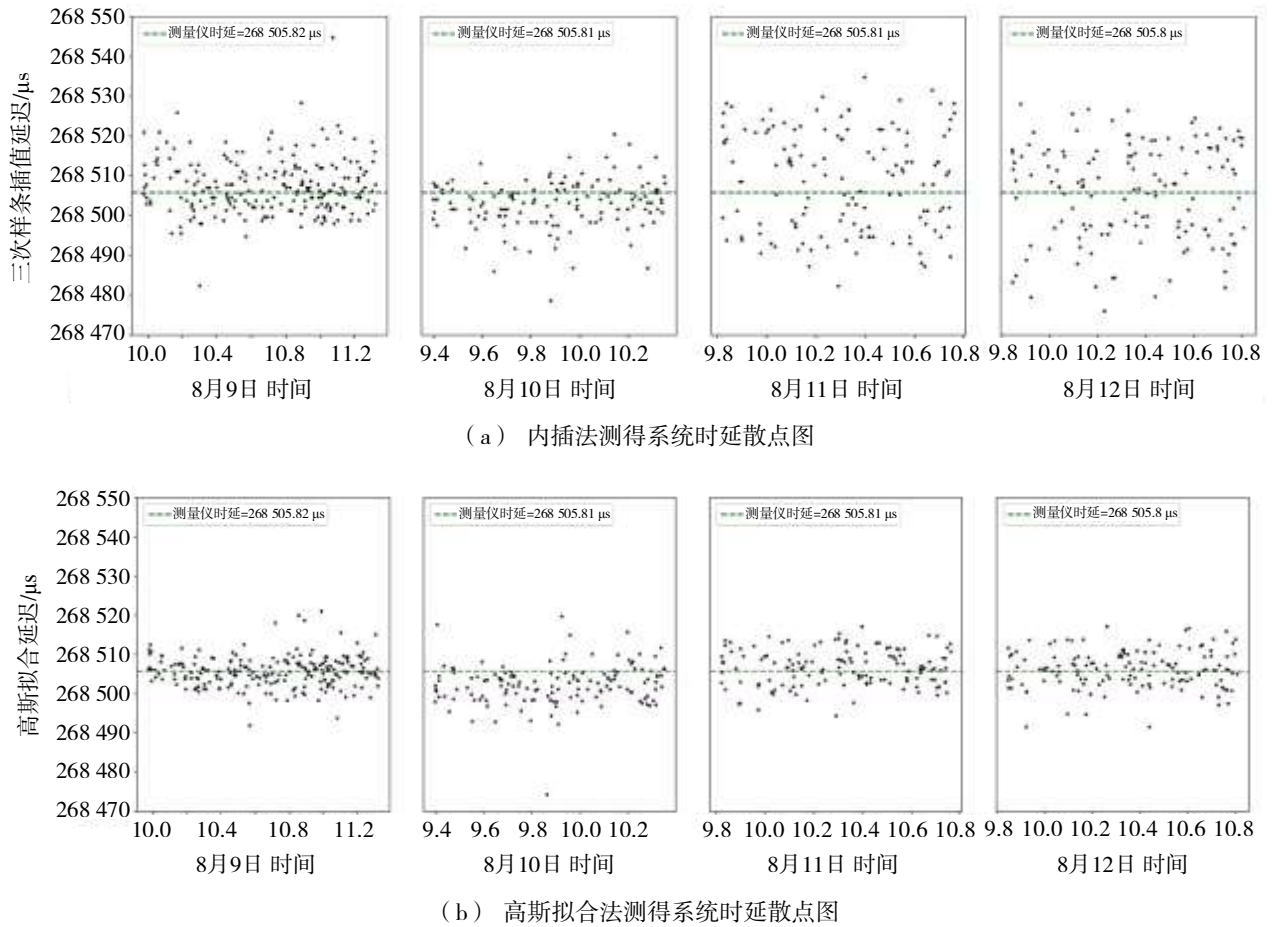 三次样条插值延迟/μs
268 550
268 540
268 530
268 520
268 510
268 500
268 490
268 480
268 470
测量仪时延=268 505.82 μs
测量仪时延=268 505.81 μs
测量仪时延=268 505.81 μs
测量仪时延=268 505.8 μs
10.0 10.4 10.8 11.2
9.4 9.6 9.8 10.0 10.2
9.8 10.0 10.2 10.4 10.6 10.8
9.8 10.0 10.2 10.4 10.6 10.8
8月9日 时间
8月10日 时间
8月11日 时间
8月12日 时间
（a） 内插法测得系统时延散点图
高斯拟合延迟/μs
268 550
268 540
268 530
268 520
268 510
268 500
268 490
268 480
268 470
测量仪时延=268 505.82 μs
测量仪时延=268 505.81 μs
测量仪时延=268 505.81 μs
测量仪时延=268 505.8 μs
10.0 10.4 10.8 11.2
9.4 9.6 9.8 10.0 10.2
9.8 10.0 10.2 10.4 10.6 10.8
9.8 10.0 10.2 10.4 10.6 10.8
8月9日 时间
8月10日 时间
8月11日 时间
8月12日 时间
（b） 高斯拟合法测得系统时延散点图